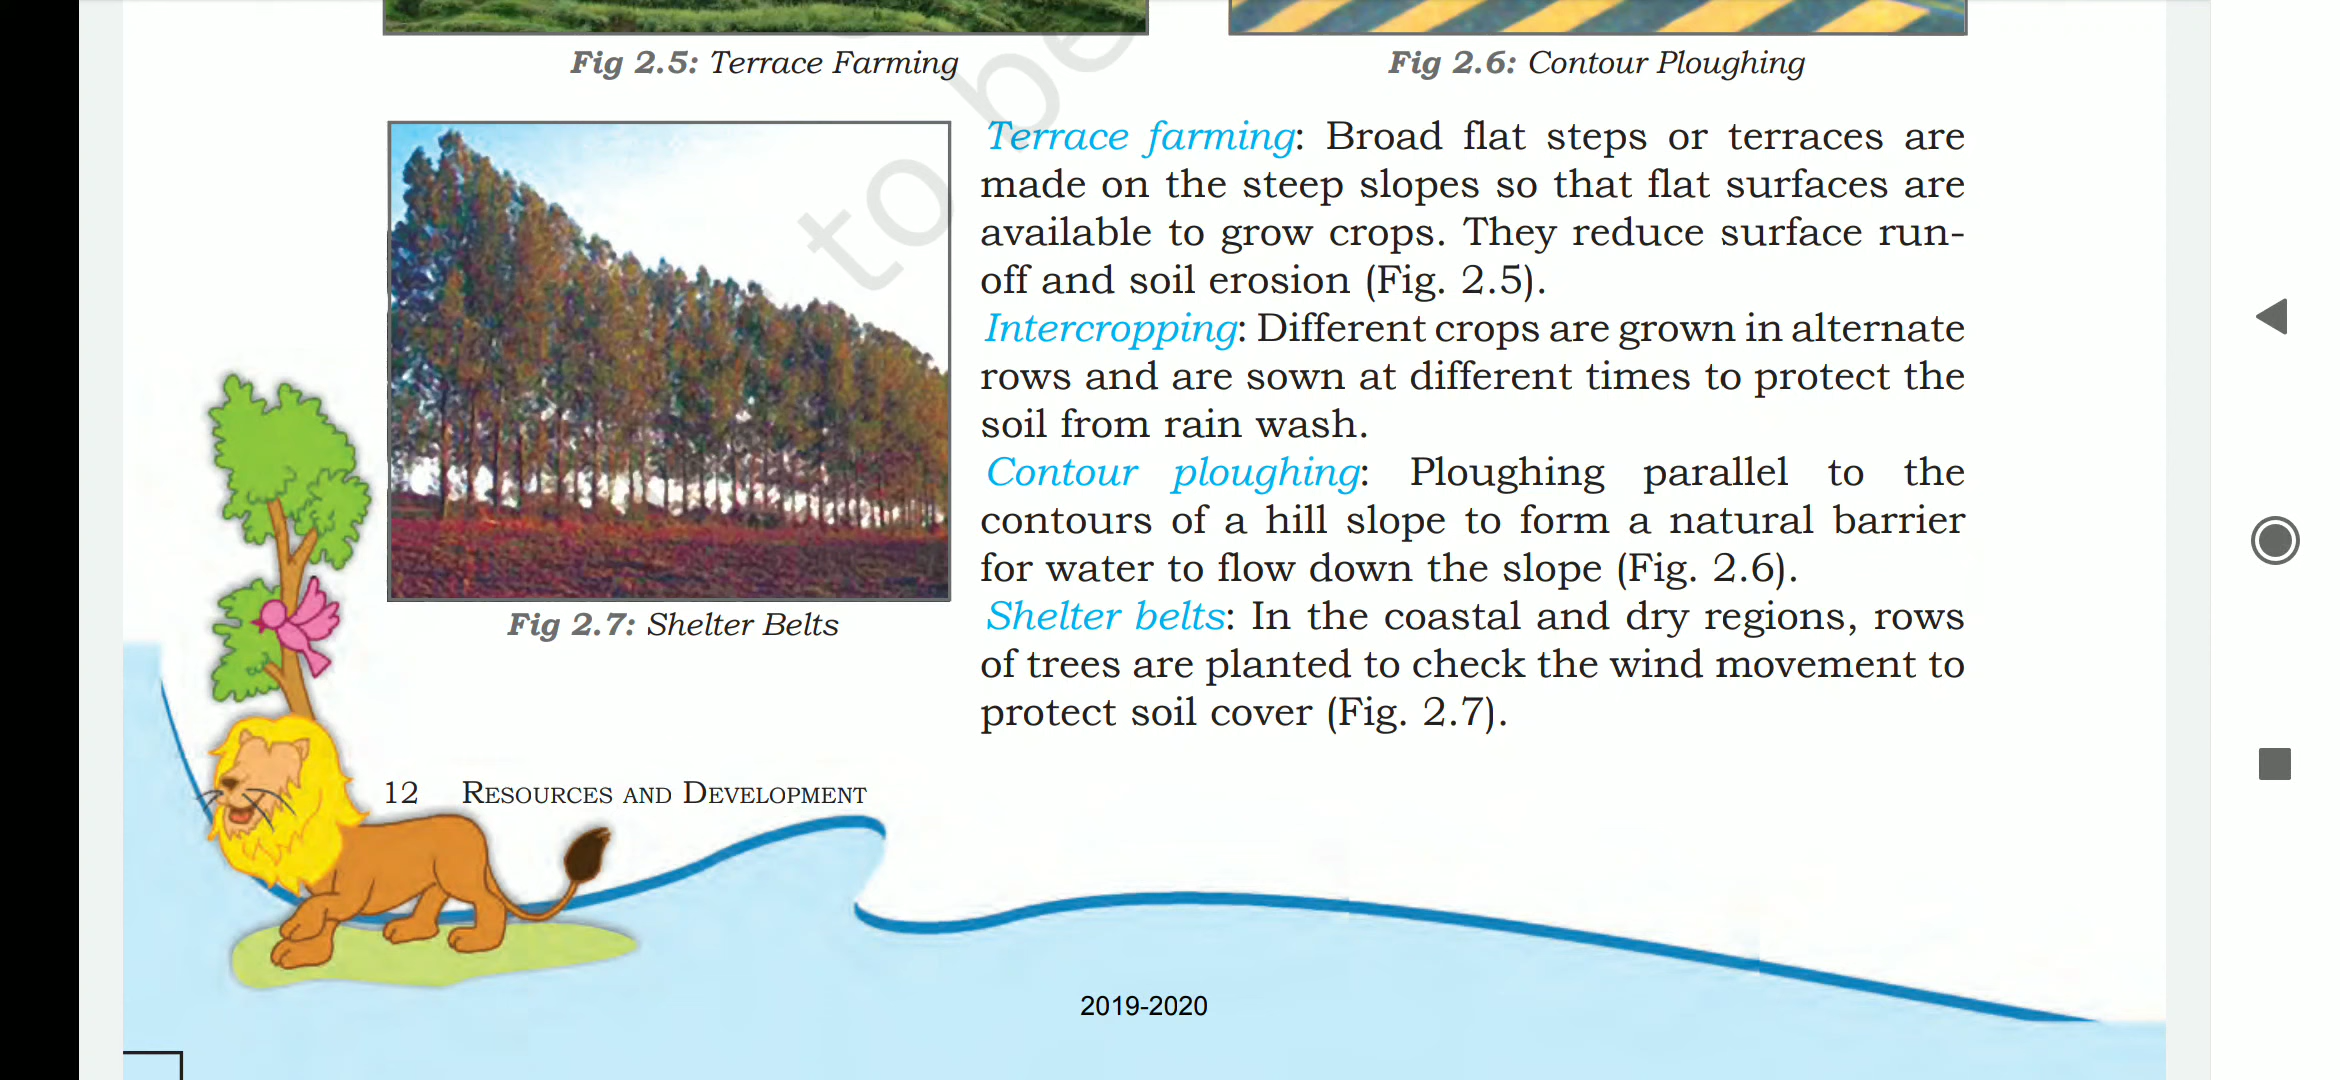 Fig 2.5: Terrace Farming
Fig 2.6: Contour Ploughing
to be
Terrace farming: Broad flat steps or terraces are
made on the steep slopes so that flat surfaces are
available to grow crops. They reduce surface run-
off and soil erosion (Fig. 2.5).
Intercropping: Different crops are grown in alternate
rows and are sown at different times to protect the
soil from rain wash.
Contour ploughing: Ploughing parallel to the
contours of a hill slope to form a natural barrier
for water to flow down the slope (Fig. 2.6).
Shelter belts: In the coastal and dry regions, rows
of trees are planted to check the wind movement to
protect soil cover (Fig. 2.7).
Fig 2.7: Shelter Belts
12 RESOURCES AND DEVELOPMENT
2019-2020